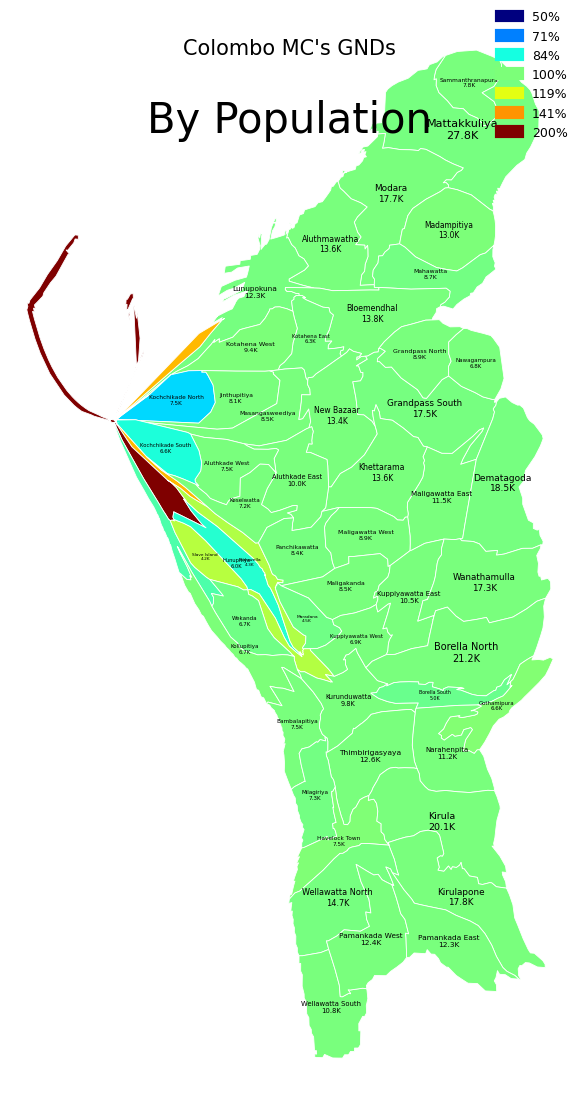 Colombo MC's GNDs
By Population
50%
71%
84%
100%
119%
141%
200%
Sammanthranapura
7.8K
Mattakkuliya
27.8K
Modara
17.7K
Madampitiya
13.0K
Aluthmawatha
13.6K
Mahawatta
8.7K
Lunupokuna
12.3K
Bloemendhal
13.8K
Kotahena East
6.3K
Kotahena West
9.4K
Grandpass North
8.9K
Nawagampura
6.8K
Kochchikade North
7.5K
Jinthupitiya
8.1K
Masangasweediya
8.5K
New Bazaar
13.4K
Grandpass South
17.5K
Kochchikade South
6.6K
Aluthkade West
7.5K
Aluthkade East
10.0K
Khettarama
13.6K
Dematagoda
18.5K
Keselwatta
7.2K
Maligawatta East
11.5K
Maligawatta West
8.9K
Panchikawatta
8.4K
Slave Island
4.2K
Hunupitiya
6.0K
Maligakanda
8.5K
Wanathamulla
17.3K
Kuppiyawatta East
10.5K
Maradana
4.5K
Wekanda
6.7K
Kuppiyawatta West
6.9K
Kollupitiya
6.7K
Borella North
21.2K
Kurunduwatta
9.8K
Borella South
5.0K
Gothamipura
6.6K
Bambalapitiya
7.5K
Thimbirigasyaya
12.6K
Narahenpita
11.2K
Milagiriya
7.3K
Kirula
20.1K
Havelock Town
7.5K
Wellawatta North
14.7K
Kirulapone
17.8K
Pamankada West
12.4K
Pamankada East
12.3K
Wellawatta South
10.8K